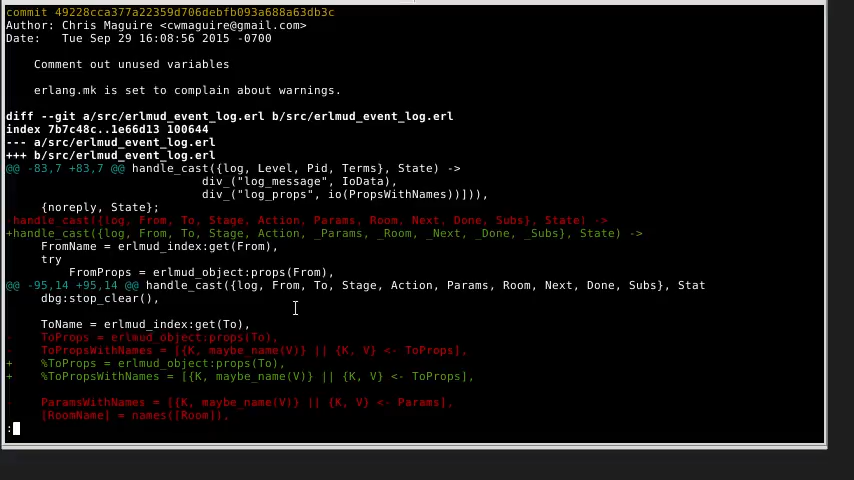 commit 49228cca377a22359d706debfb093a688a63db3c
Author: Chris Maguire <cwmaguire@gmail.com>
Date:   Tue Sep 29 16:08:56 2015 -0700
    Comment out unused variables
    erlang.mk is set to complain about warnings.
diff --git a/src/erlmud_event_log.erl b/src/erlmud_event_log.erl
index 7b7c48c..1e66d13 100644
--- a/src/erlmud_event_log.erl
+++ b/src/erlmud_event_log.erl
@@ -83,7 +83,7 @@ handle_cast({log, Level, Pid, Terms}, State) ->
                            div_("log_message", IoData),
                            div_("log_props", io(PropsWithNames))])),
     {noreply, State};
-handle_cast({log, From, To, Stage, Action, Params, Room, Next, Done, Subs}, State) ->
+handle_cast({log, From, To, Stage, Action, _Params, _Room, _Next, _Done, _Subs}, State) ->
     FromName = erlmud_index:get(From),
     try
         FromProps = erlmud_object:props(From),
@@ -95,14 +95,14 @@ handle_cast({log, From, To, Stage, Action, Params, Room, Next, Done, Subs}, Stat
     dbg:stop_clear(),
     ToName = erlmud_index:get(To),
-    ToProps = erlmud_object:props(To),
-    ToPropsWithNames = [{K, maybe_name(V)} || {K, V} <- ToProps],
+    %ToProps = erlmud_object:props(To),
+    %ToPropsWithNames = [{K, maybe_name(V)} || {K, V} <- ToProps],
-    ParamsWithNames = [{K, maybe_name(V)} || {K, V} <- Params],
-    [RoomName] = names([Room]),
: